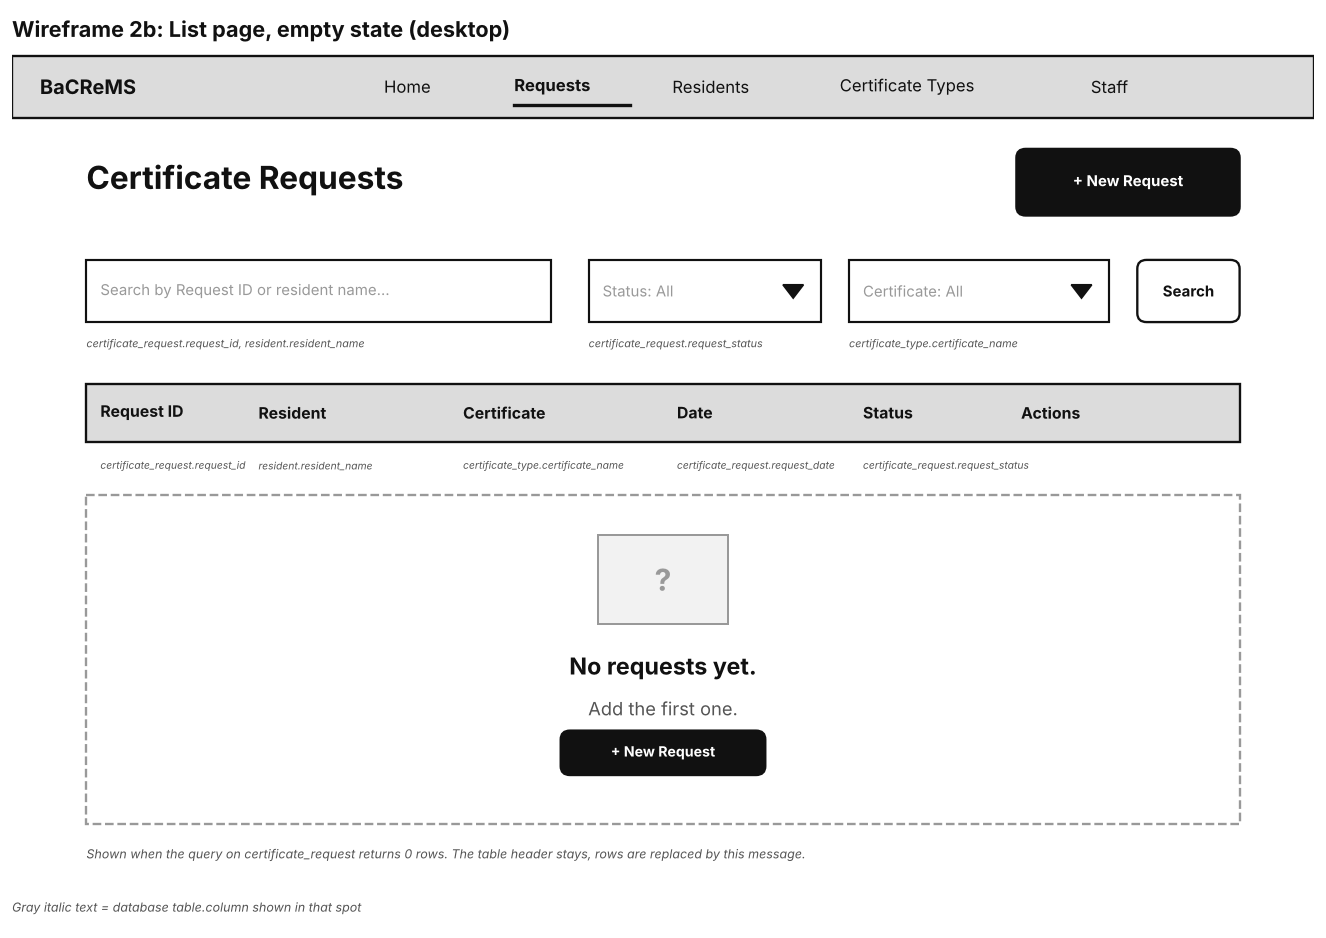 Wireframe 2b: List page, empty state (desktop)
BaCReMS Home Requests Residents Certificate Types Staff
Certificate Requests
+ New Request
Search by Request ID or resident name... Status: All Certificate: All Search
certificate_request.request_id, resident.resident_name certificate_request.request_status certificate_type.certificate_name
Request ID Resident Certificate Date Status Actions
certificate_request.request_id resident.resident_name certificate_type.certificate_name certificate_request.request_date certificate_request.request_status
?
No requests yet.
Add the first one.
+ New Request
Shown when the query on certificate_request returns 0 rows. The table header stays, rows are replaced by this message.
Gray italic text = database table.column shown in that spot